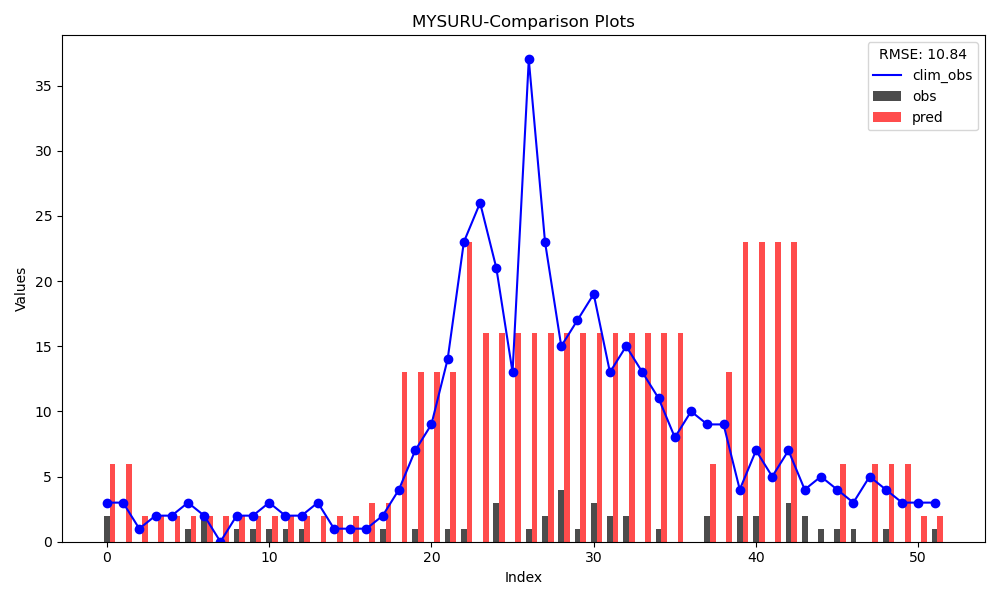 MYSURU-Comparison Plots
RMSE: 10.84
clim_obs
obs
pred
Values
35
30
25
20
15
10
5
0
0 10 20 30 40 50
Index